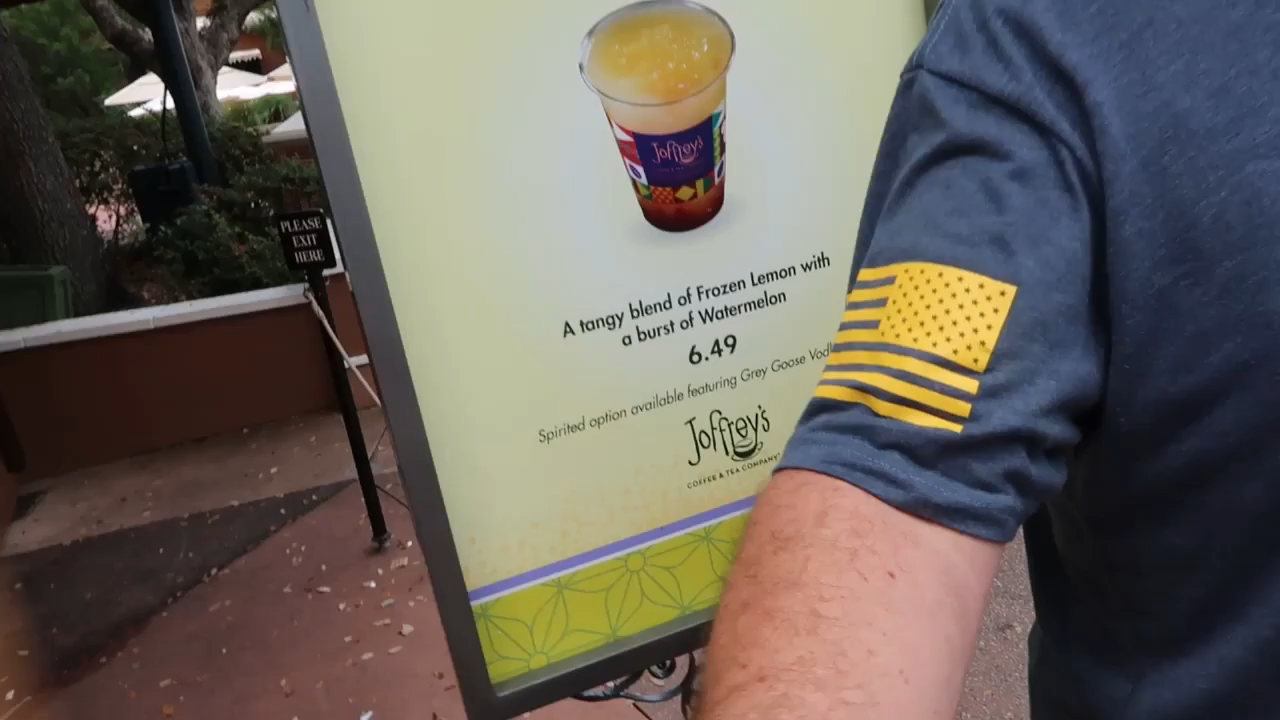 Joffrey's
PLEASE
EXIT
HERE
A tangy blend of Frozen Lemon with
a burst of Watermelon
6.49
Spirited option available featuring Grey Goose Vod
Joffrey's
COFFEE & TEA COMPANY